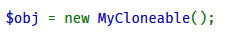 $obj = new MyCloneable();